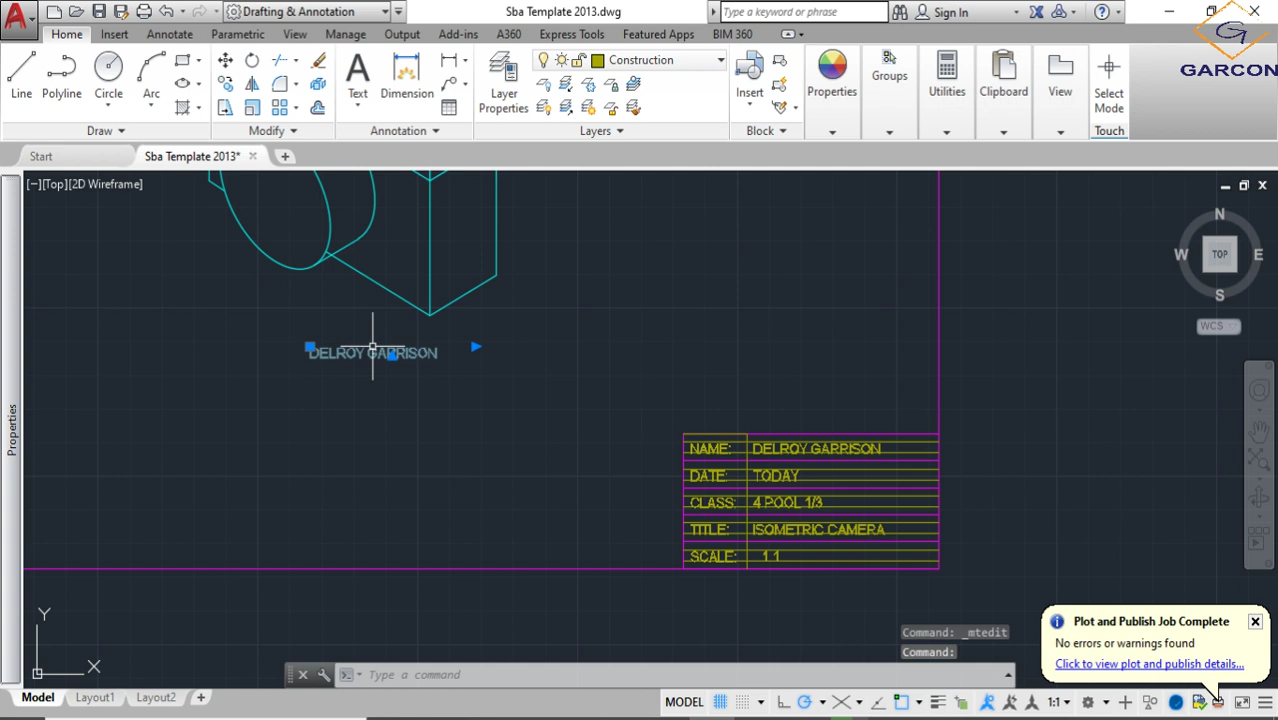 Drafting & Annotation
Sba Template 2013.dwg
Type a keyword or phrase
Sign In
GARCON
Home Insert Annotate Parametric View Manage Output Add-ins A360 Express Tools Featured Apps BIM 360
Construction
Line Polyline Circle Arc Text Dimension Layer Properties Insert Properties Groups Utilities Clipboard View Select Mode
Draw Modify Annotation Layers Block Touch
Start Sba Template 2013*
[−][Top][2D Wireframe]
N
W TOP E
S
WCS
Properties
DELROY GARRISON
NAME: DELROY GARRISON
DATE: TODAY
CLASS: 4 POOL 1/3
TITLE: ISOMETRIC CAMERA
SCALE: 1:1
Y
X
Command: _mtedit
Command:
Type a command
Plot and Publish Job Complete
No errors or warnings found
Click to view plot and publish details...
Model Layout1 Layout2
MODEL 1:1